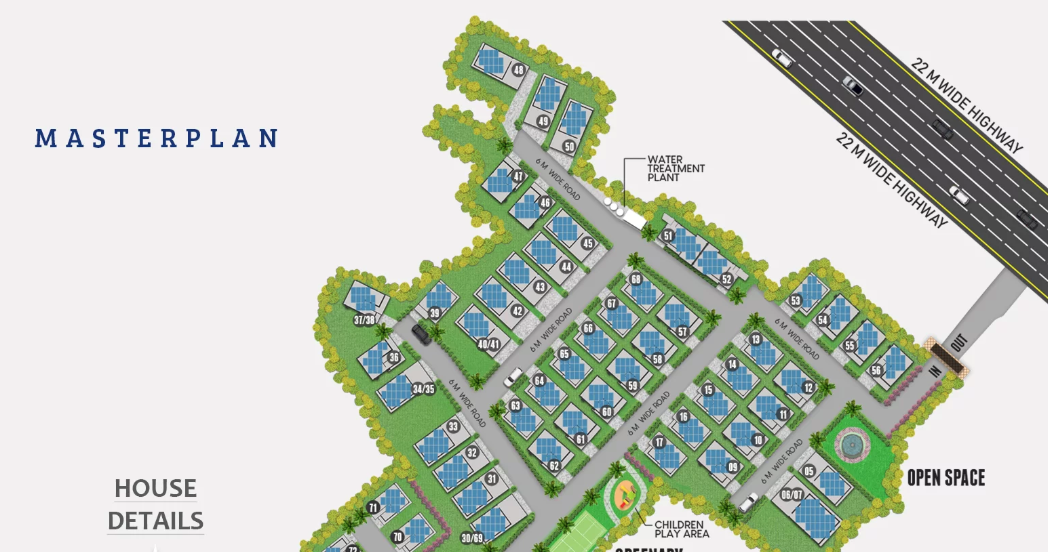 MASTERPLAN
22 M WIDE HIGHWAY
22 M WIDE HIGHWAY
48
49
50
6 M. WIDE ROAD
WATER
TREATMENT
PLANT
47
46
45
44
43
42
40/41
51
52
68
67
66
65
64
63
57
58
59
60
61
62
6 M. WIDE ROAD
53
54
55
56
6 M. WIDE ROAD
IN
OUT
37/38
39
36
34/35
6 M. WIDE ROAD
33
32
31
30/69
13
14
15
16
17
12
11
10
09
6 M. WIDE ROAD
6 M. WIDE ROAD
05
06/07
OPEN SPACE
HOUSE
DETAILS
71
70
72
CHILDREN
PLAY AREA
GREENARY